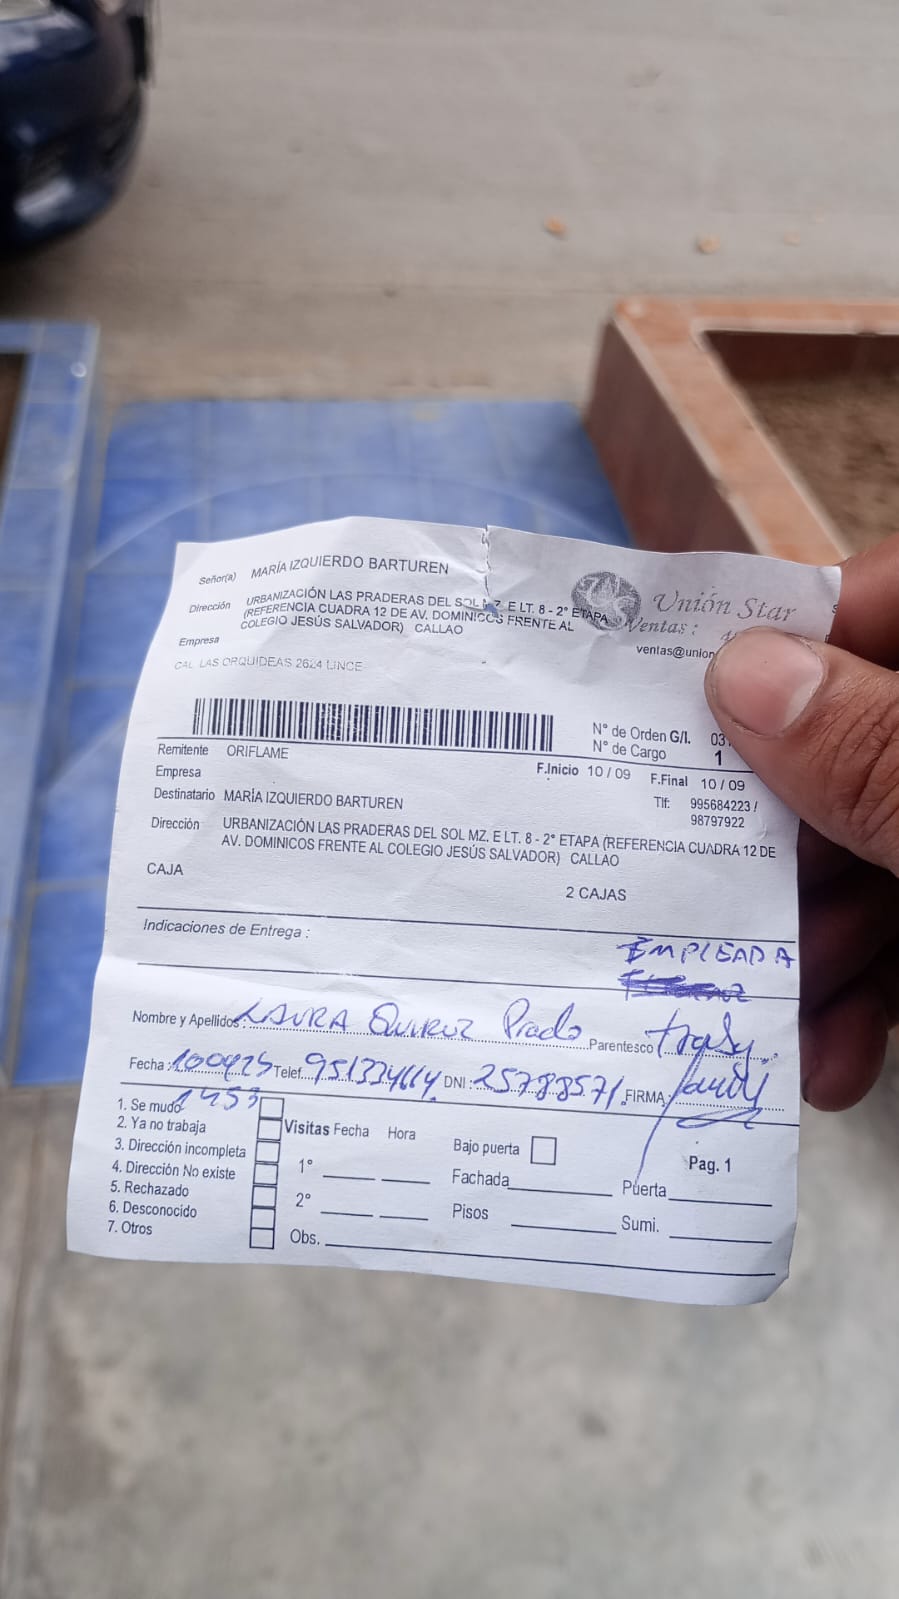 Señor(a) MARÍA IZQUIERDO BARTUREN
Dirección URBANIZACIÓN LAS PRADERAS DEL SOL MZ. E LT. 8 - 2° ETAPA
(REFERENCIA CUADRA 12 DE AV. DOMINICOS FRENTE AL
COLEGIO JESÚS SALVADOR) CALLAO
Empresa
CAL LAS ORQUIDEAS 2624 LINCE
Unión Star
Ventas:
ventas@union
N° de Orden G/I. 03
N° de Cargo 1
Remitente ORIFLAME
F.Inicio 10 / 09 F.Final 10 / 09
Empresa
Tlf: 995684223 /
98797922
Destinatario MARÍA IZQUIERDO BARTUREN
Dirección URBANIZACIÓN LAS PRADERAS DEL SOL MZ. E LT. 8 - 2° ETAPA (REFERENCIA CUADRA 12 DE
AV. DOMINICOS FRENTE AL COLEGIO JESÚS SALVADOR) CALLAO
CAJA 2 CAJAS
Indicaciones de Entrega :
EMPLEADA
Nombre y Apellidos: LAURA QUIROZ Prado Parentesco
Fecha: Telef. DNI: 25788571. FIRMA:
1453
1. Se mudo
2. Ya no trabaja
3. Dirección incompleta
4. Dirección No existe
5. Rechazado
6. Desconocido
7. Otros
Visitas Fecha Hora
1°
2°
Obs.
Bajo puerta
Fachada
Pisos
Pag. 1
Puerta
Sumi.